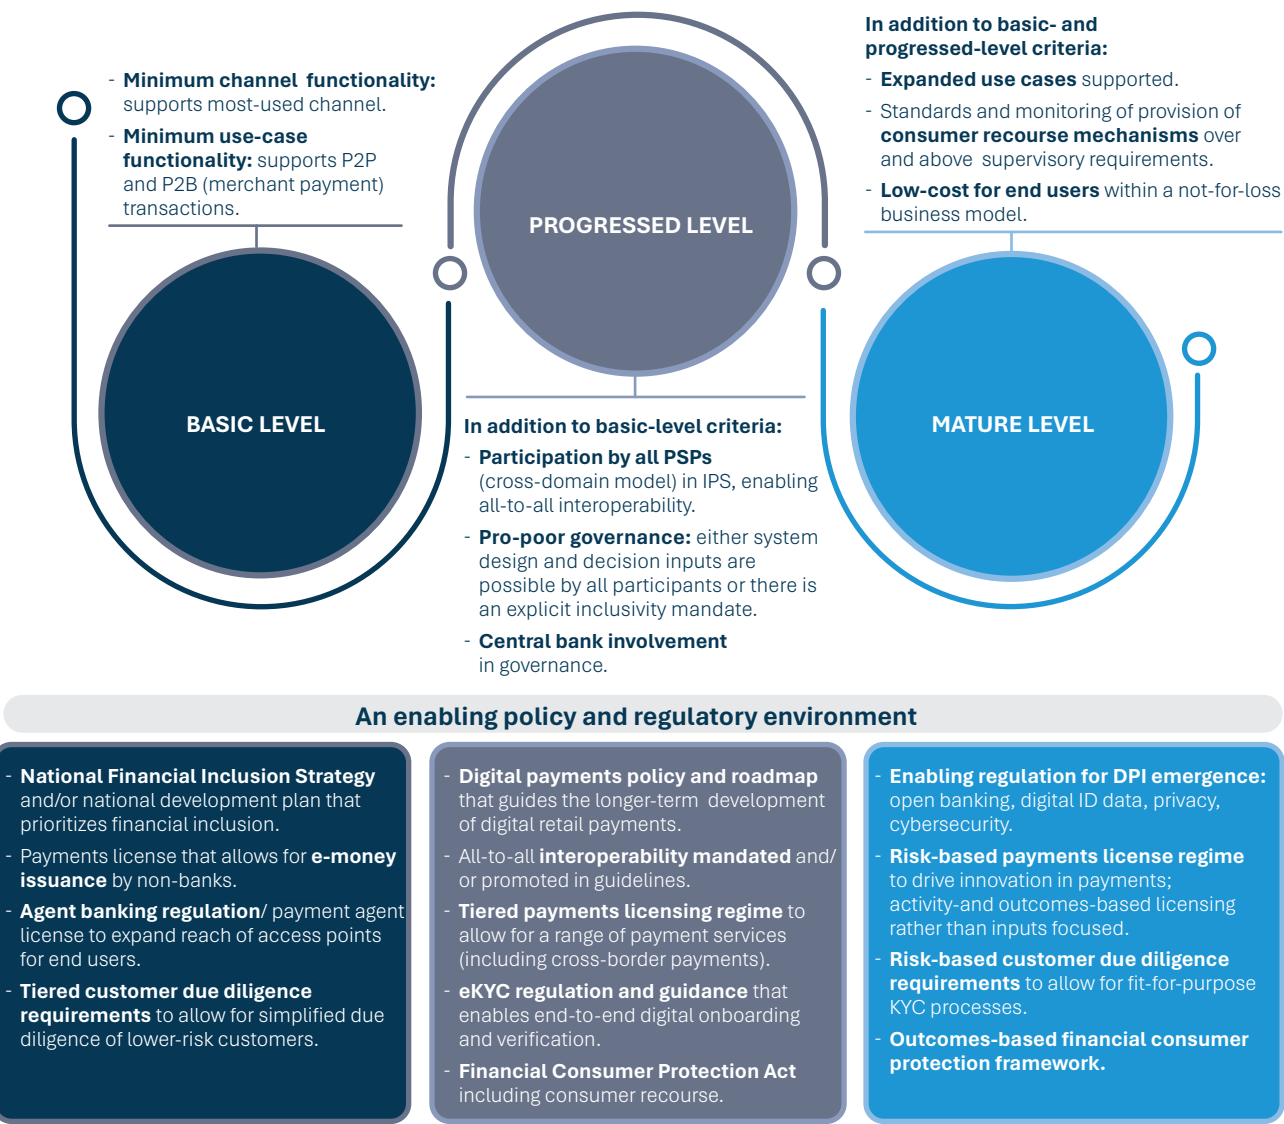 - Minimum channel functionality:
supports most-used channel.
- Minimum use-case
functionality: supports P2P
and P2B (merchant payment)
transactions.
BASIC LEVEL
PROGRESSED LEVEL
In addition to basic-level criteria:
- Participation by all PSPs
(cross-domain model) in IPS, enabling
all-to-all interoperability.
- Pro-poor governance: either system
design and decision inputs are
possible by all participants or there is
an explicit inclusivity mandate.
- Central bank involvement
in governance.
In addition to basic- and
progressed-level criteria:
- Expanded use cases supported.
- Standards and monitoring of provision of
consumer recourse mechanisms over
and above supervisory requirements.
- Low-cost for end users within a not-for-loss
business model.
MATURE LEVEL
An enabling policy and regulatory environment
- National Financial Inclusion Strategy
and/or national development plan that
prioritizes financial inclusion.
- Payments license that allows for e-money
issuance by non-banks.
- Agent banking regulation/ payment agent
license to expand reach of access points
for end users.
- Tiered customer due diligence
requirements to allow for simplified due
diligence of lower-risk customers.
- Digital payments policy and roadmap
that guides the longer-term development
of digital retail payments.
- All-to-all interoperability mandated and/
or promoted in guidelines.
- Tiered payments licensing regime to
allow for a range of payment services
(including cross-border payments).
- eKYC regulation and guidance that
enables end-to-end digital onboarding
and verification.
- Financial Consumer Protection Act
including consumer recourse.
- Enabling regulation for DPI emergence:
open banking, digital ID data, privacy,
cybersecurity.
- Risk-based payments license regime
to drive innovation in payments;
activity-and outcomes-based licensing
rather than inputs focused.
- Risk-based customer due diligence
requirements to allow for fit-for-purpose
KYC processes.
- Outcomes-based financial consumer
protection framework.